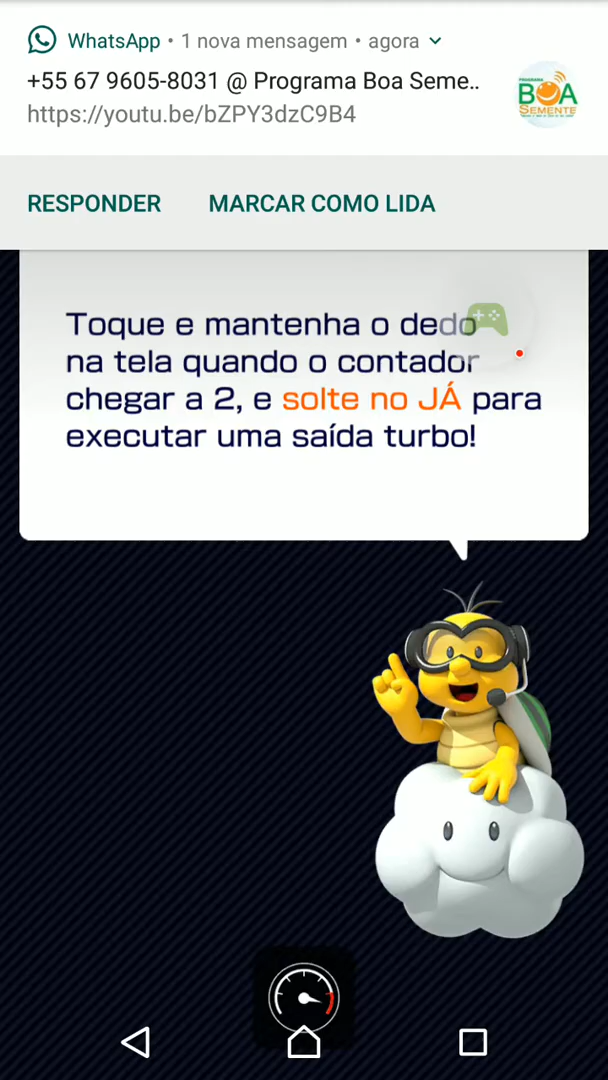 WhatsApp • 1 nova mensagem • agora
+55 67 9605-8031 @ Programa Boa Seme..
https://youtu.be/bZPY3dzC9B4
PROGRAMA
BOA
SEMENTE
RESPONDER MARCAR COMO LIDA
Toque e mantenha o dedo
na tela quando o contador
chegar a 2, e solte no JÁ para
executar uma saída turbo!